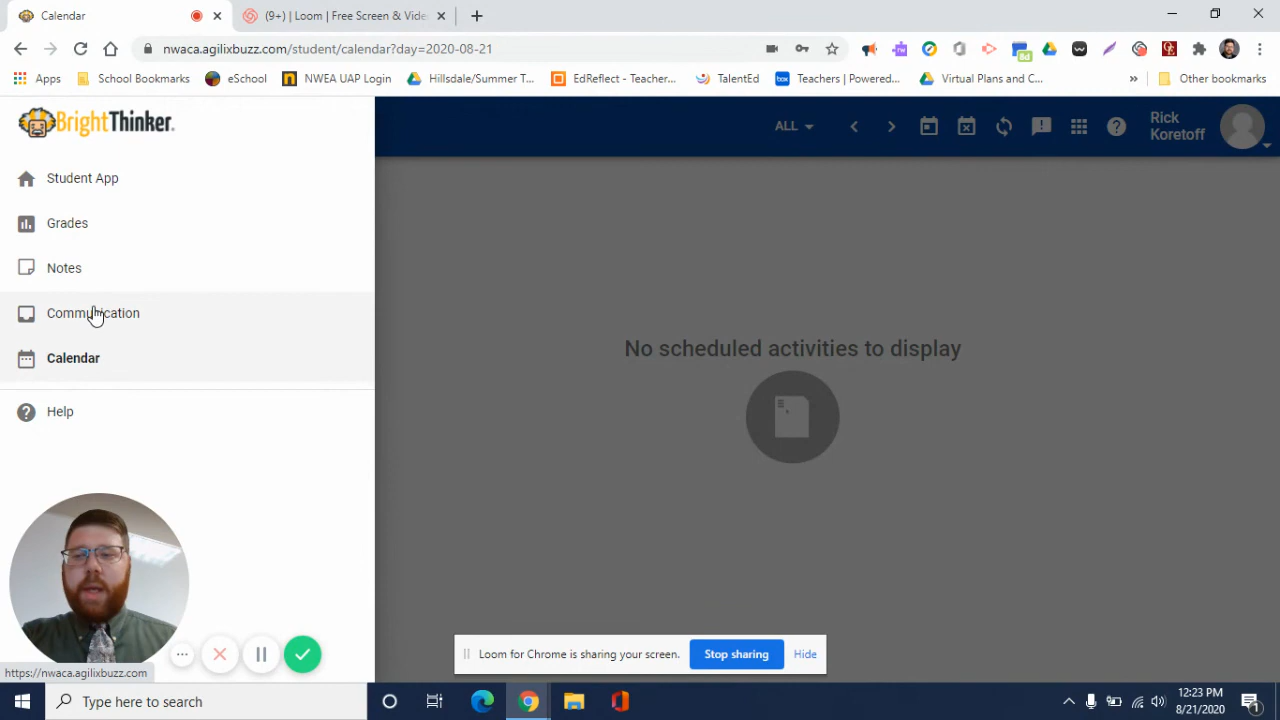 Calendar
(9+) | Loom | Free Screen & Vide
nwaca.agilixbuzz.com/student/calendar?day=2020-08-21
8d
Apps
School Bookmarks
eSchool
NWEA UAP Login
Hillsdale/Summer T...
EdReflect - Teacher...
TalentEd
box
Teachers | Powered...
Virtual Plans and C...
»
Other bookmarks
BrightThinker.
ALL
Rick
Koretoff
Student App
Grades
Notes
Communication
Calendar
Help
No scheduled activities to display
https://nwaca.agilixbuzz.com
Loom for Chrome is sharing your screen.
Stop sharing
Hide
Type here to search
12:23 PM
8/21/2020
1